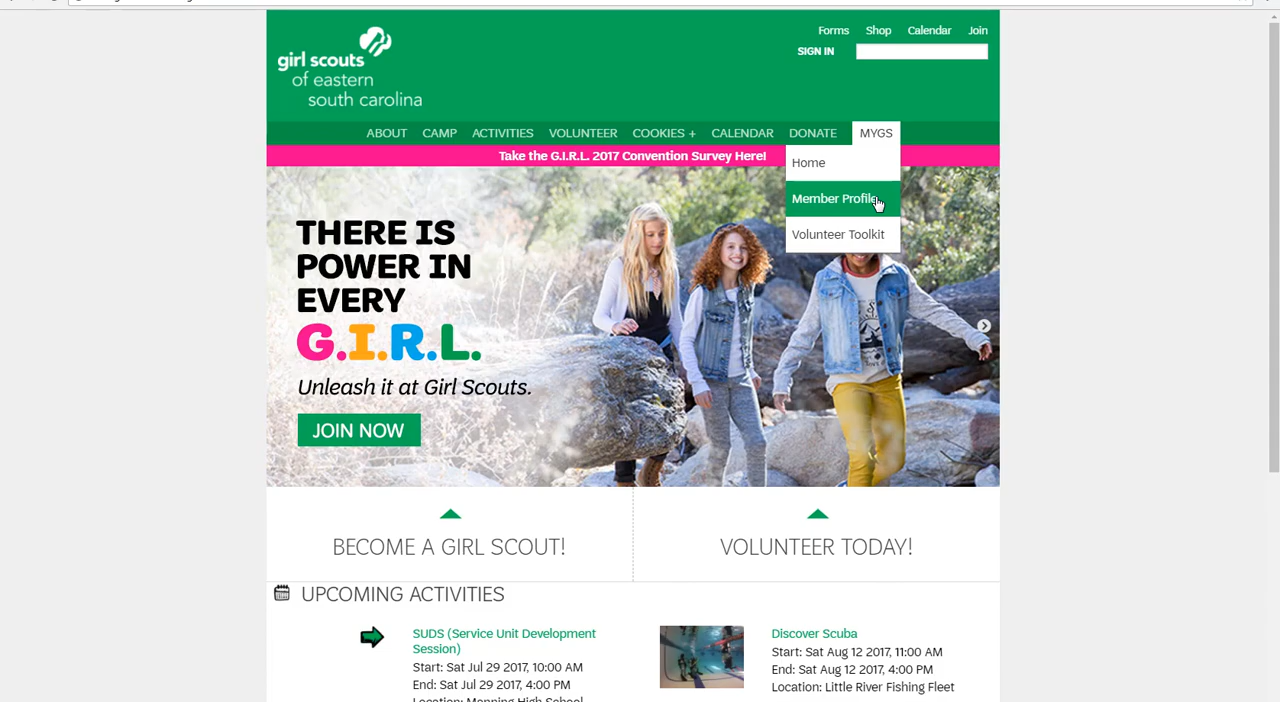 Forms Shop Calendar Join
SIGN IN
girl scouts
of eastern
south carolina
ABOUT CAMP ACTIVITIES VOLUNTEER COOKIES + CALENDAR DONATE MYGS
Take the G.I.R.L. 2017 Convention Survey Here!
Home
Member Profile
Volunteer Toolkit
THERE IS
POWER IN
EVERY
G.I.R.L.
Unleash it at Girl Scouts.
JOIN NOW
BECOME A GIRL SCOUT!
VOLUNTEER TODAY!
UPCOMING ACTIVITIES
SUDS (Service Unit Development
Session)
Start: Sat Jul 29 2017, 10:00 AM
End: Sat Jul 29 2017, 4:00 PM
Location: Manning High School
Discover Scuba
Start: Sat Aug 12 2017, 11:00 AM
End: Sat Aug 12 2017, 4:00 PM
Location: Little River Fishing Fleet